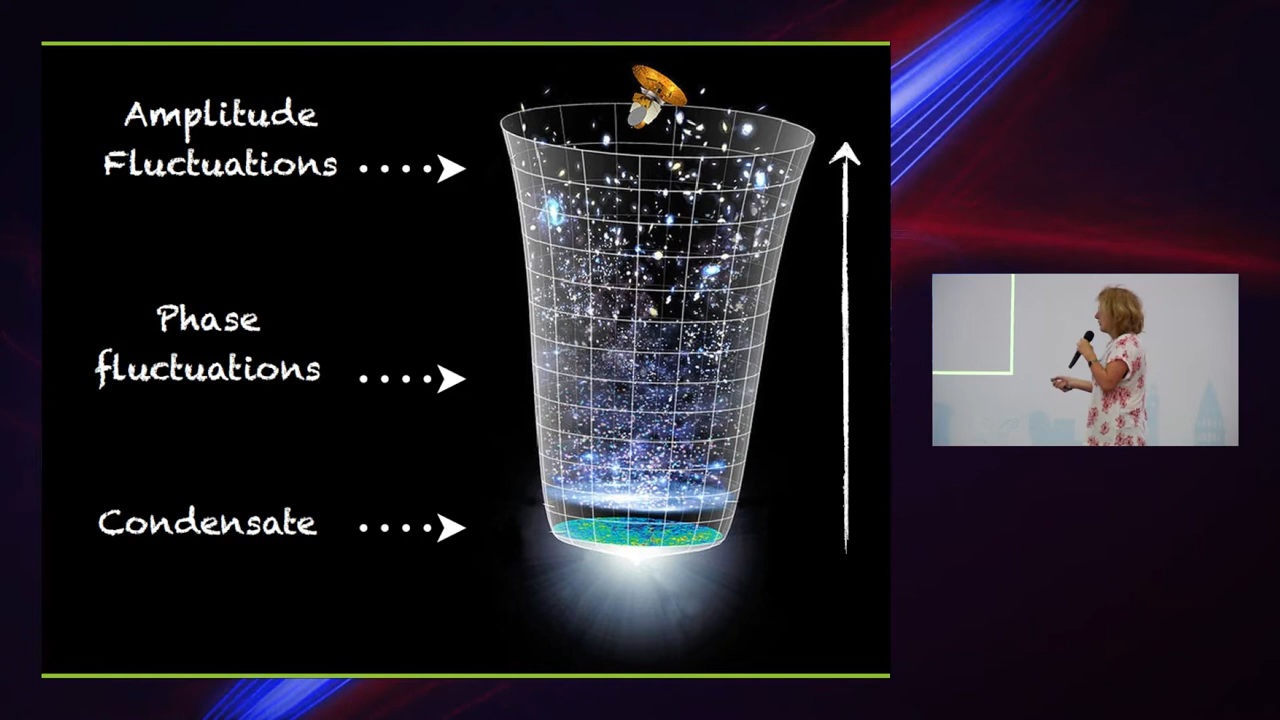 Amplitude
Fluctuations
Phase
fluctuations
Condensate